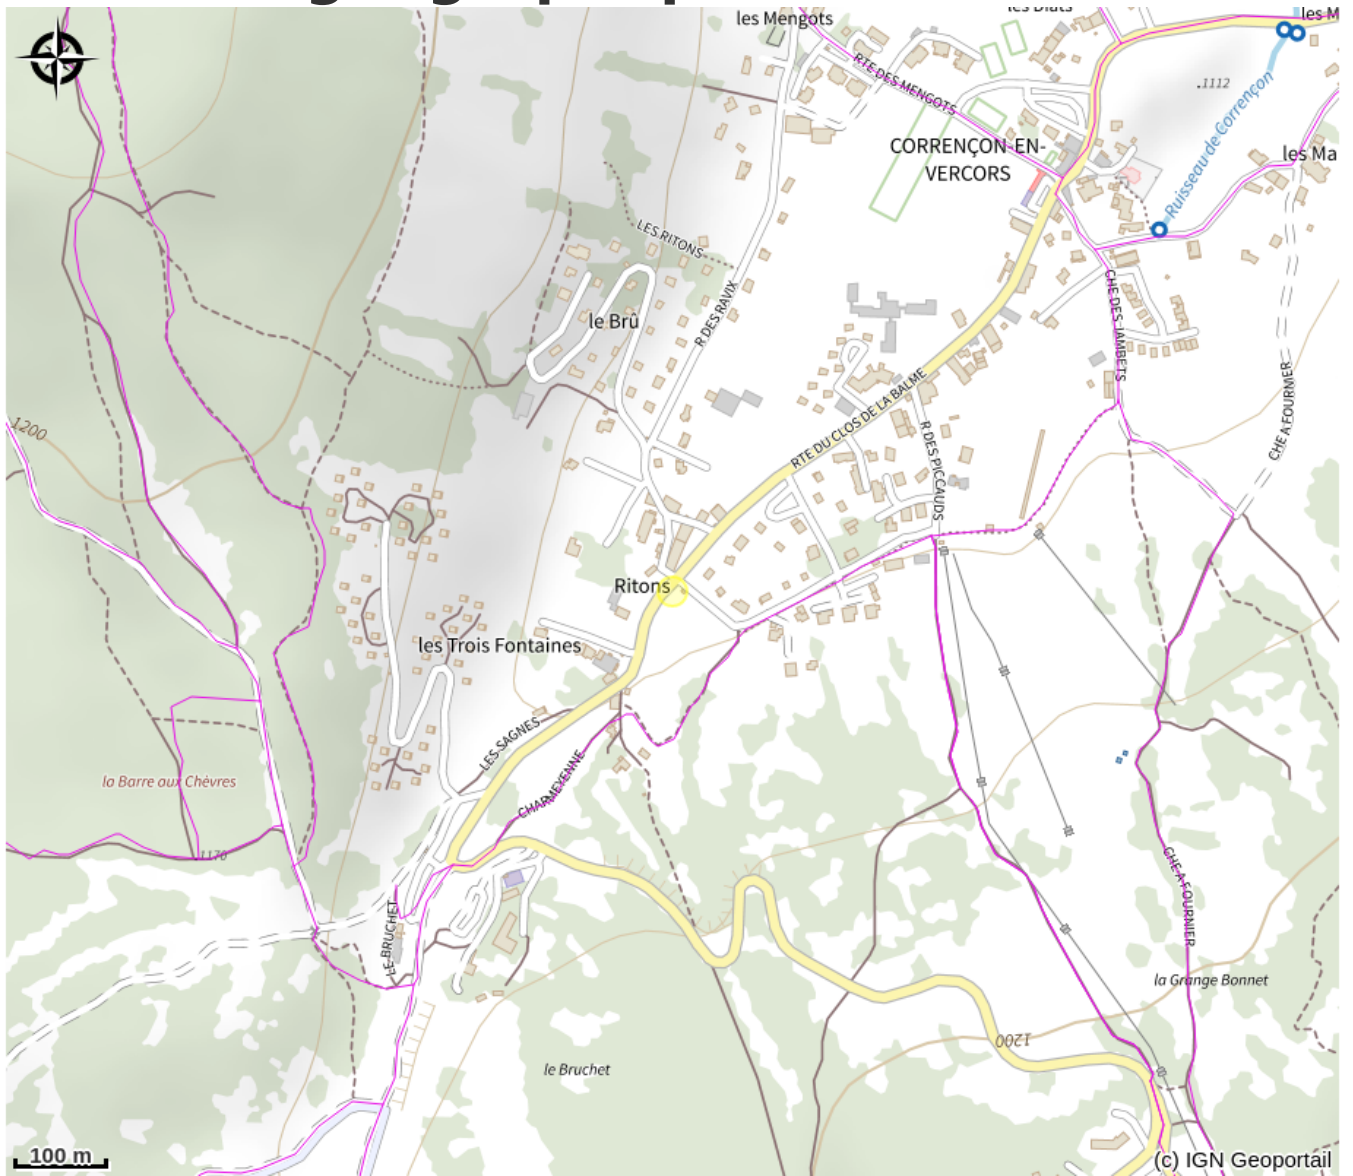 les Mengots
les Diats
les M
RTE DES MENGOTS
.1112
CORRENÇON-EN-
VERCORS
Ruisseau de Corrençon
les Ma
LES RITONS
R DES RAVIX
le Brû
CHE DES JAMBETS
RTE DU CLOS DE LA BALME
CHE A FOURNIER
1200
R DES PICCAUDS
Ritons
les Trois Fontaines
LES SAGNES
CHARMEYENNE
la Barre aux Chèvres
.1170
CHE A FOURNIER
LE BRUCHET
la Grange Bonnet
1200
le Bruchet
100 m
(c) IGN Geoportail